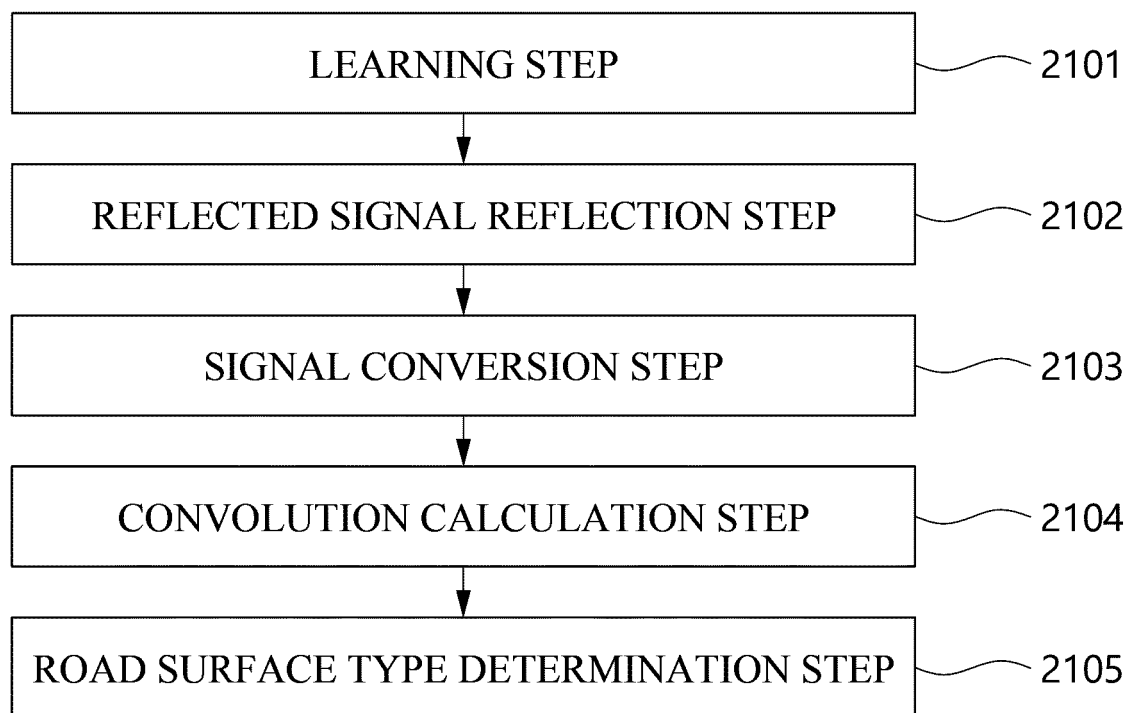 LEARNING STEP 2101
REFLECTED SIGNAL REFLECTION STEP 2102
SIGNAL CONVERSION STEP 2103
CONVOLUTION CALCULATION STEP 2104
ROAD SURFACE TYPE DETERMINATION STEP 2105